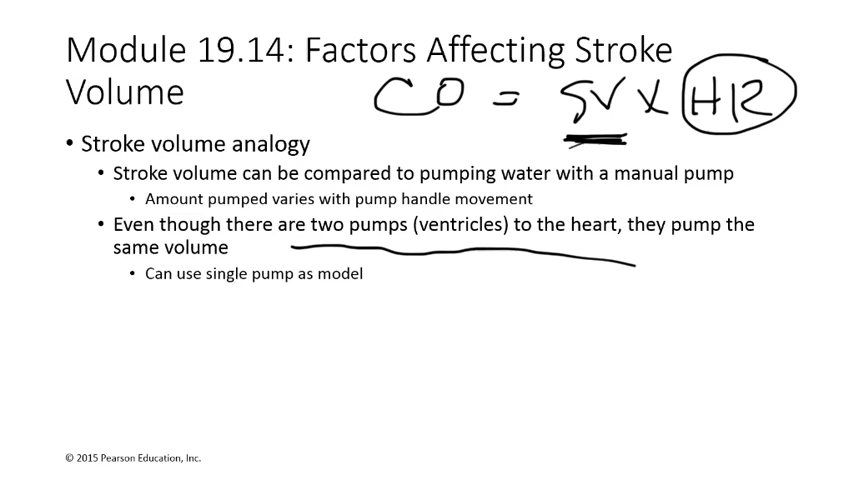 Module 19.14: Factors Affecting Stroke
Volume
CO = SV X HR
• Stroke volume analogy
• Stroke volume can be compared to pumping water with a manual pump
• Amount pumped varies with pump handle movement
• Even though there are two pumps (ventricles) to the heart, they pump the
same volume
• Can use single pump as model
© 2015 Pearson Education, Inc.